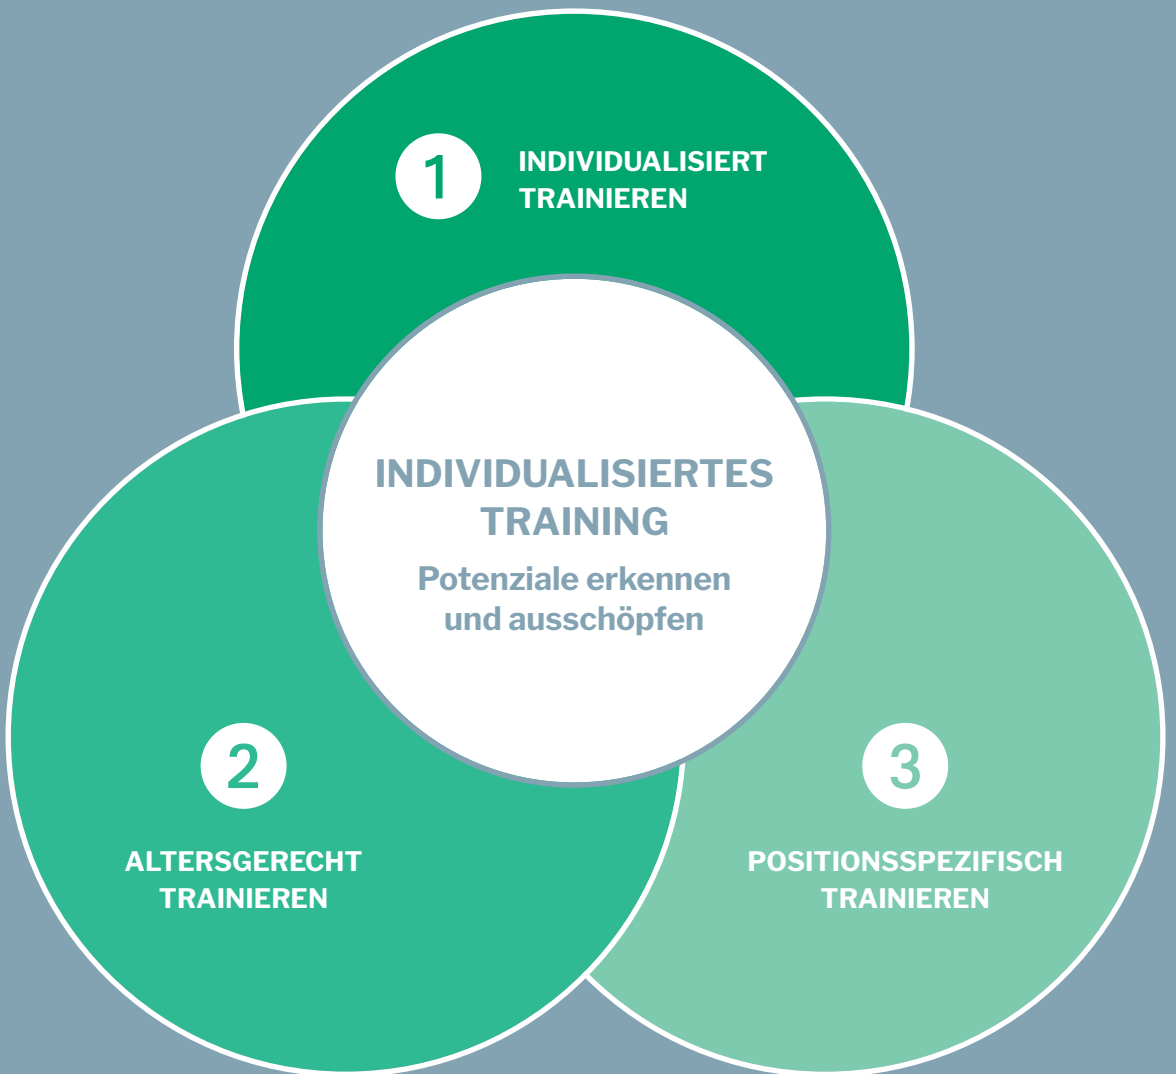 1
INDIVIDUALISIERT
TRAINIEREN
INDIVIDUALISIERTES
TRAINING
Potenziale erkennen
und ausschöpfen
2
ALTERSGERECHT
TRAINIEREN
3
POSITIONSSPEZIFISCH
TRAINIEREN